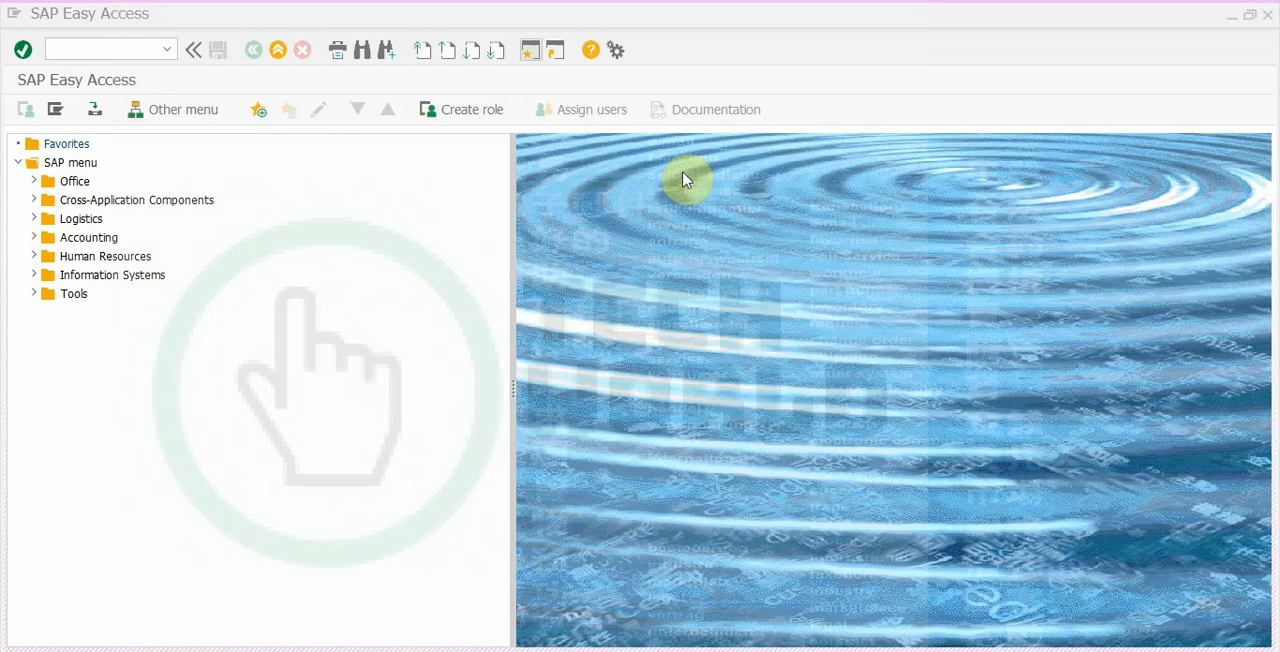 SAP Easy Access
SAP Easy Access
Other menu
Create role
Assign users
Documentation
Favorites
SAP menu
Office
Cross-Application Components
Logistics
Accounting
Human Resources
Information Systems
Tools